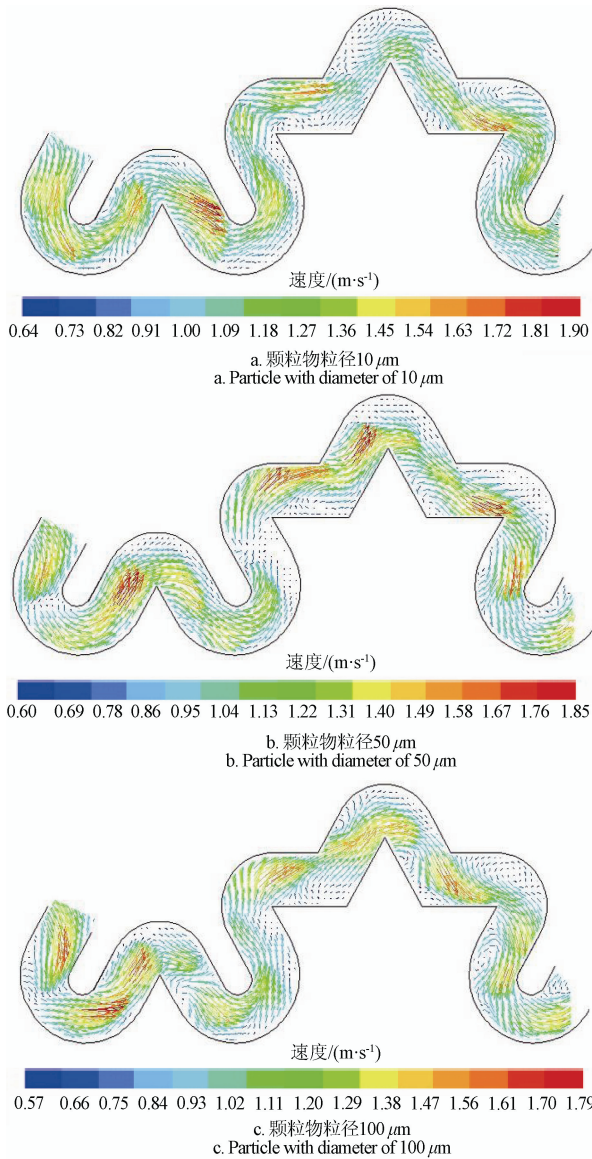 速度/(m·s⁻¹)
0.64 0.73 0.82 0.91 1.00 1.09 1.18 1.27 1.36 1.45 1.54 1.63 1.72 1.81 1.90
a. 颗粒物粒径10 μm
a. Particle with diameter of 10 μm
速度/(m·s⁻¹)
0.60 0.69 0.78 0.86 0.95 1.04 1.13 1.22 1.31 1.40 1.49 1.58 1.67 1.76 1.85
b. 颗粒物粒径50 μm
b. Particle with diameter of 50 μm
速度/(m·s⁻¹)
0.57 0.66 0.75 0.84 0.93 1.02 1.11 1.20 1.29 1.38 1.47 1.56 1.61 1.70 1.79
c. 颗粒物粒径100 μm
c. Particle with diameter of 100 μm